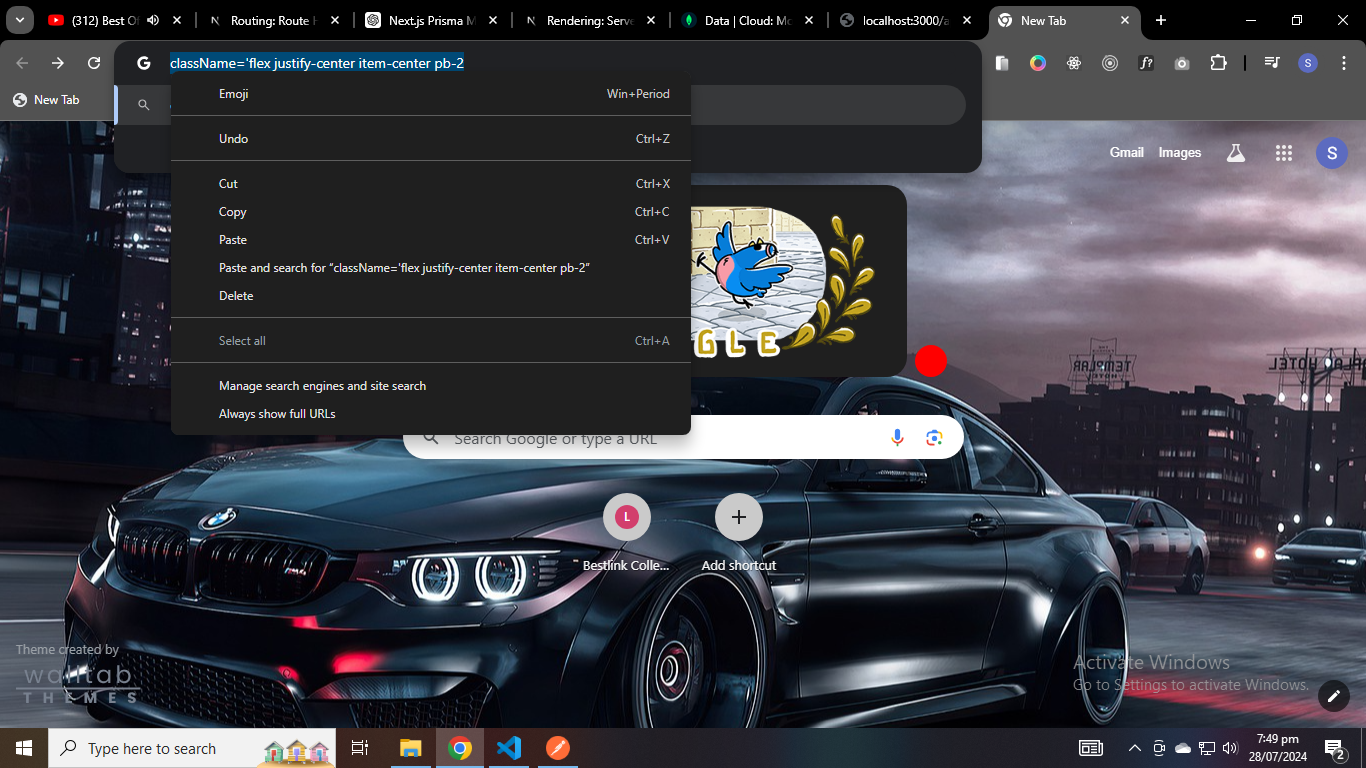 (312) Best O
Routing: Route H
Next.js Prisma M
Rendering: Serve
Data | Cloud: Mo
localhost:3000/a
New Tab
className='flex justify-center item-center pb-2
New Tab
Emoji Win+Period
Undo Ctrl+Z
Cut Ctrl+X
Copy Ctrl+C
Paste Ctrl+V
Paste and search for “className='flex justify-center item-center pb-2”
Delete
Select all Ctrl+A
Manage search engines and site search
Always show full URLs
Gmail Images
S
S
GLE
TEMPLAR
HOTEL
HOTEL
Search Google or type a URL
L
Bestlink Colle...
Add shortcut
Theme created by
walltab
THEMES
Activate Windows
Go to Settings to activate Windows.
Type here to search
7:49 pm
28/07/2024
2